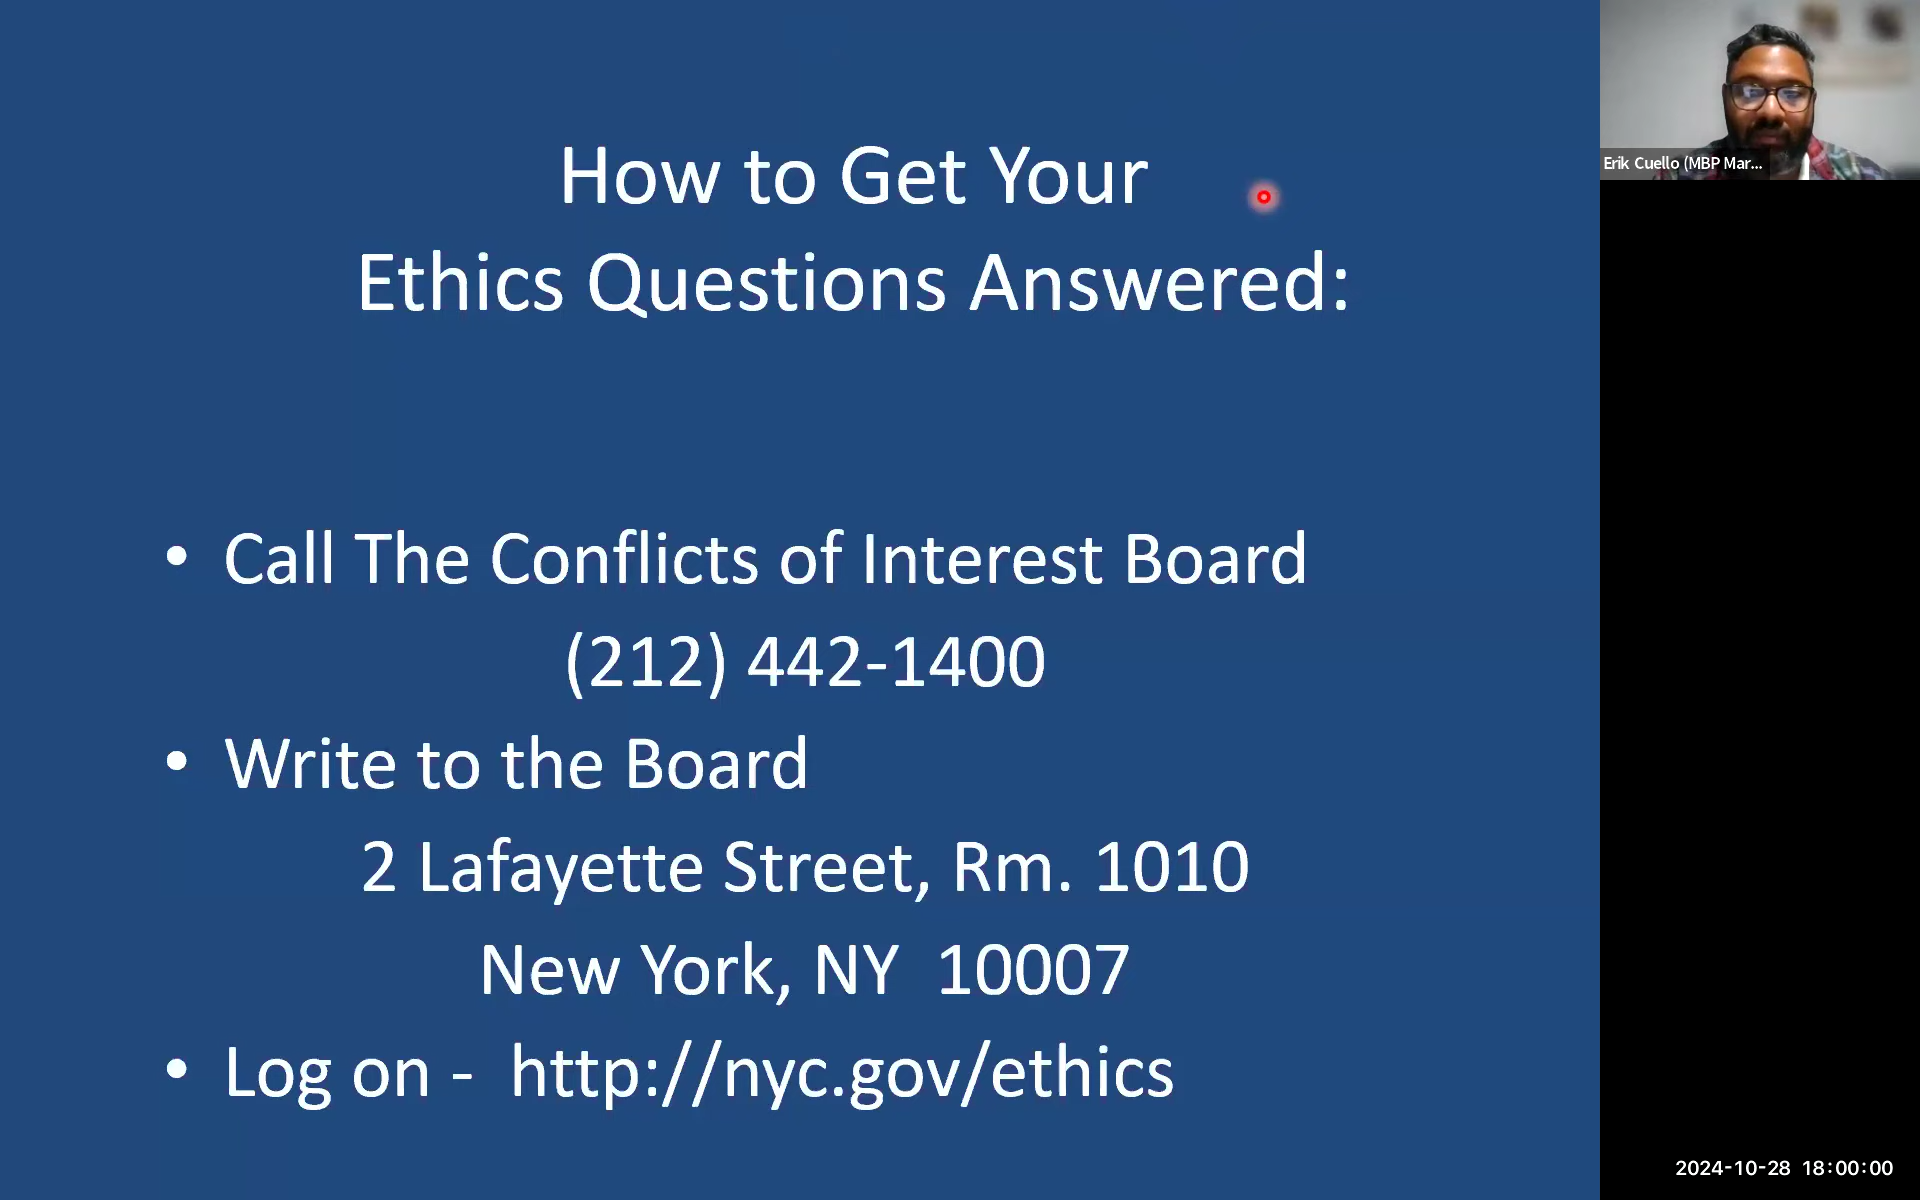 How to Get Your
Ethics Questions Answered:
• Call The Conflicts of Interest Board
(212) 442-1400
• Write to the Board
2 Lafayette Street, Rm. 1010
New York, NY 10007
• Log on - http://nyc.gov/ethics
Erik Cuello (MBP Mar...
2024-10-28 18:00:00